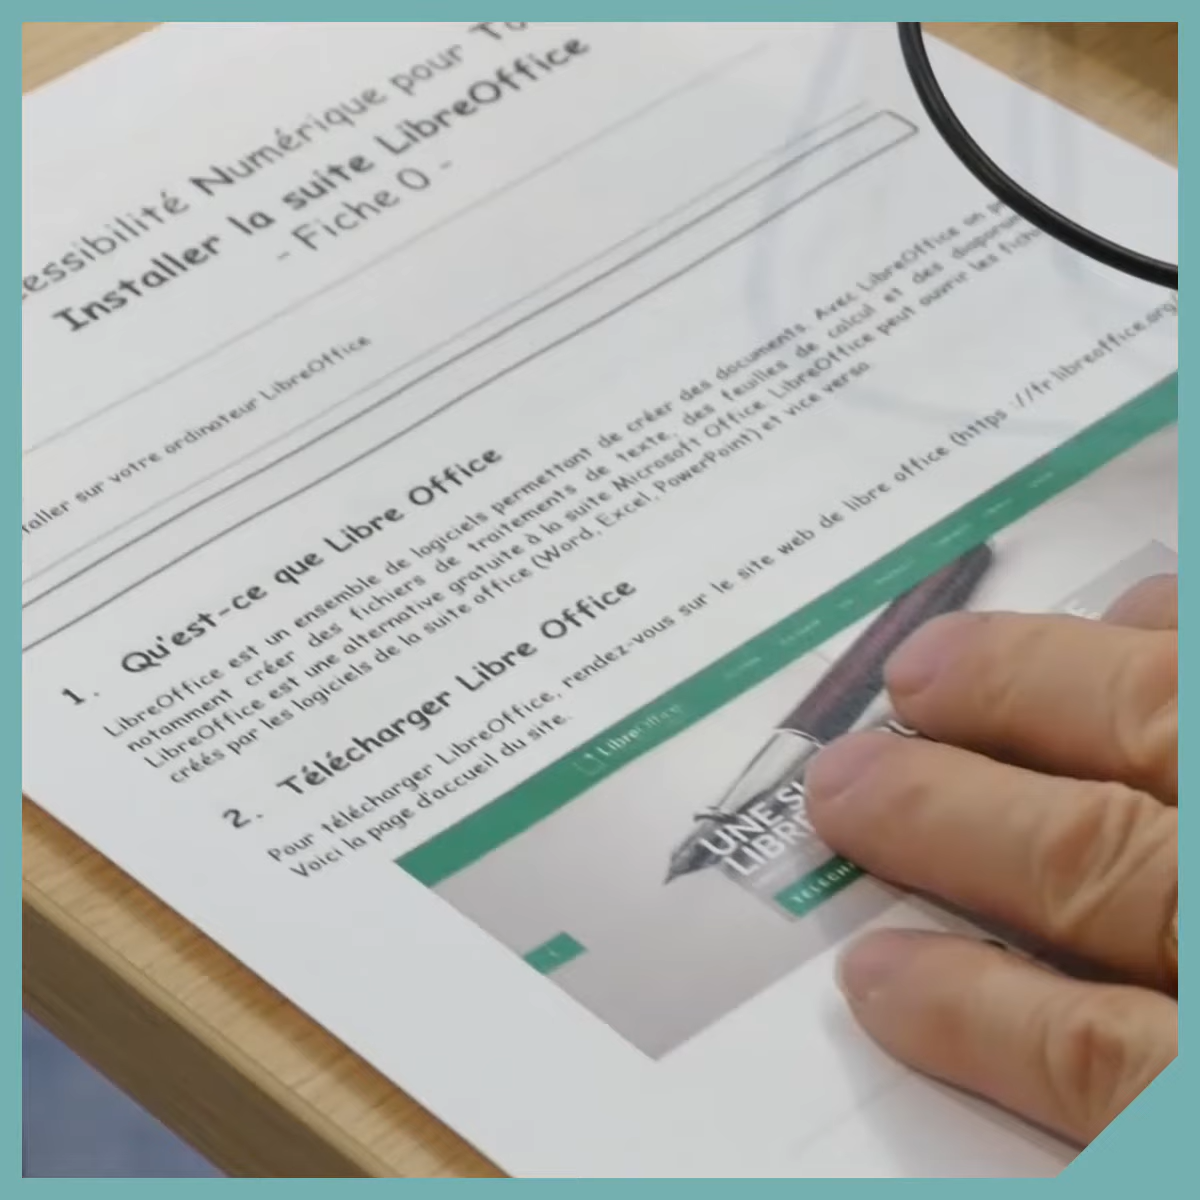 essibilité Numérique pour To
Installer la suite LibreOffice
- Fiche 0 -
taller sur votre ordinateur LibreOffice
1. Qu'est-ce que Libre Office
LibreOffice est un ensemble de logiciels permettant de créer des documents. Avec LibreOffice on
notamment créer des fichiers de traitements de texte, des feuilles de calcul et des
LibreOffice est une alternative gratuite à la suite Microsoft Office. LibreOffice peut ouvrir les
créés par les logiciels de la suite office (Word, Excel, PowerPoint) et vice versa.
2. Télécharger Libre Office
Pour télécharger LibreOffice, rendez-vous sur le site web de libre office (https ://fr.libreoffice.org/
Voici la page d'accueil du site.
LibreOffice
UNE
LIBRE